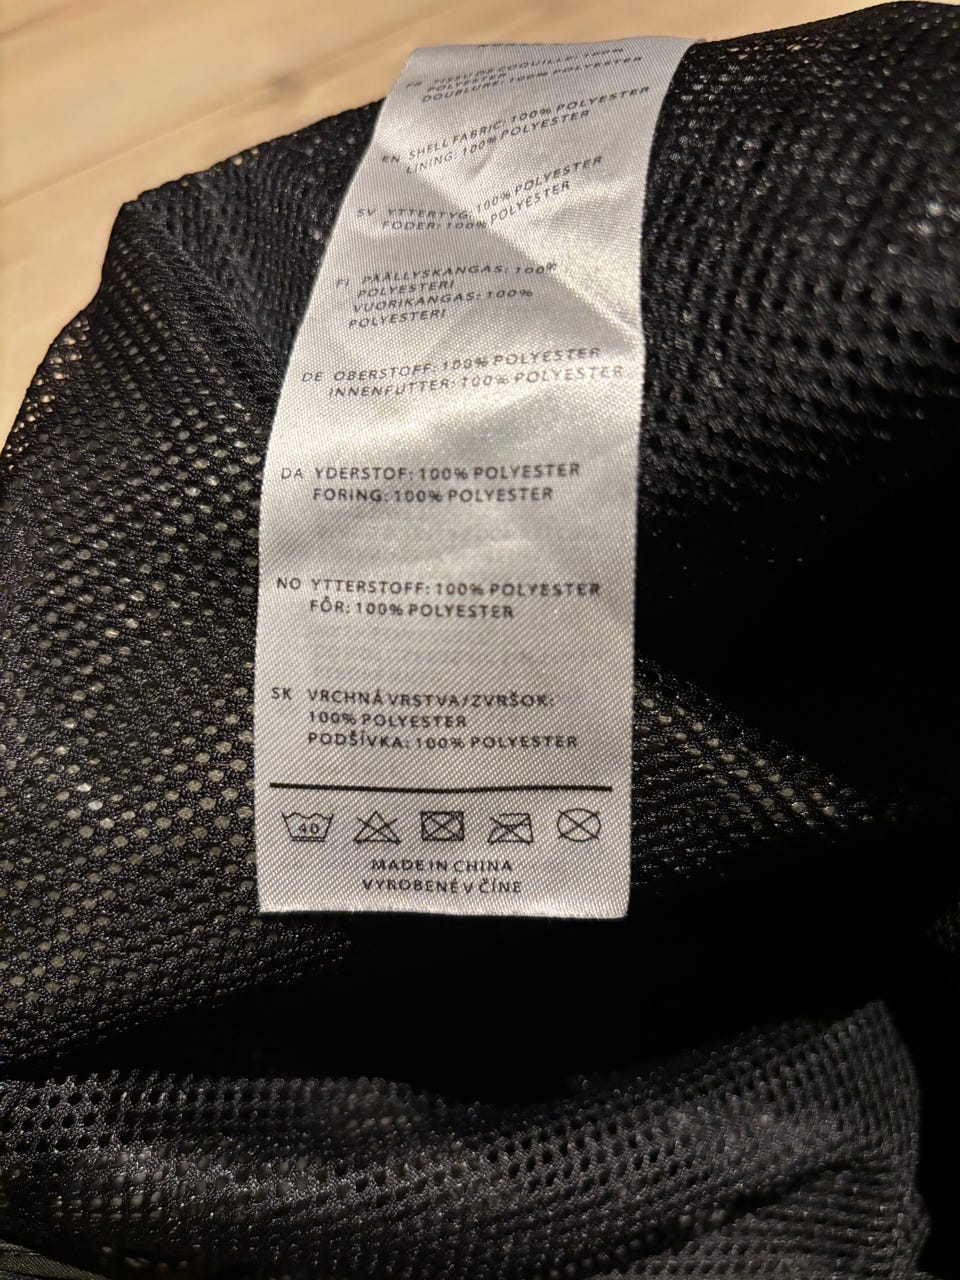 FR TISSU DÉPOUILLE: 100%
POLYESTER
DOUBLURE: 100% POLYESTER
EN SHELL FABRIC: 100% POLYESTER
LINING: 100% POLYESTER
SV YTTERTYG: 100% POLYESTER
FODER: 100% POLYESTER
FI PÄÄLLYSKANGAS: 100%
POLYESTERI
VUORIKANGAS: 100%
POLYESTERI
DE OBERSTOFF: 100% POLYESTER
INNENFUTTER: 100% POLYESTER
DA YDERSTOF: 100% POLYESTER
FORING: 100% POLYESTER
NO YTTERSTOFF: 100% POLYESTER
FÔR: 100% POLYESTER
SK VRCHNÁ VRSTVA/ZVRŠOK:
100% POLYESTER
PODŠÍVKA: 100% POLYESTER
40
MADE IN CHINA
VYROBENÉ V ČÍNE